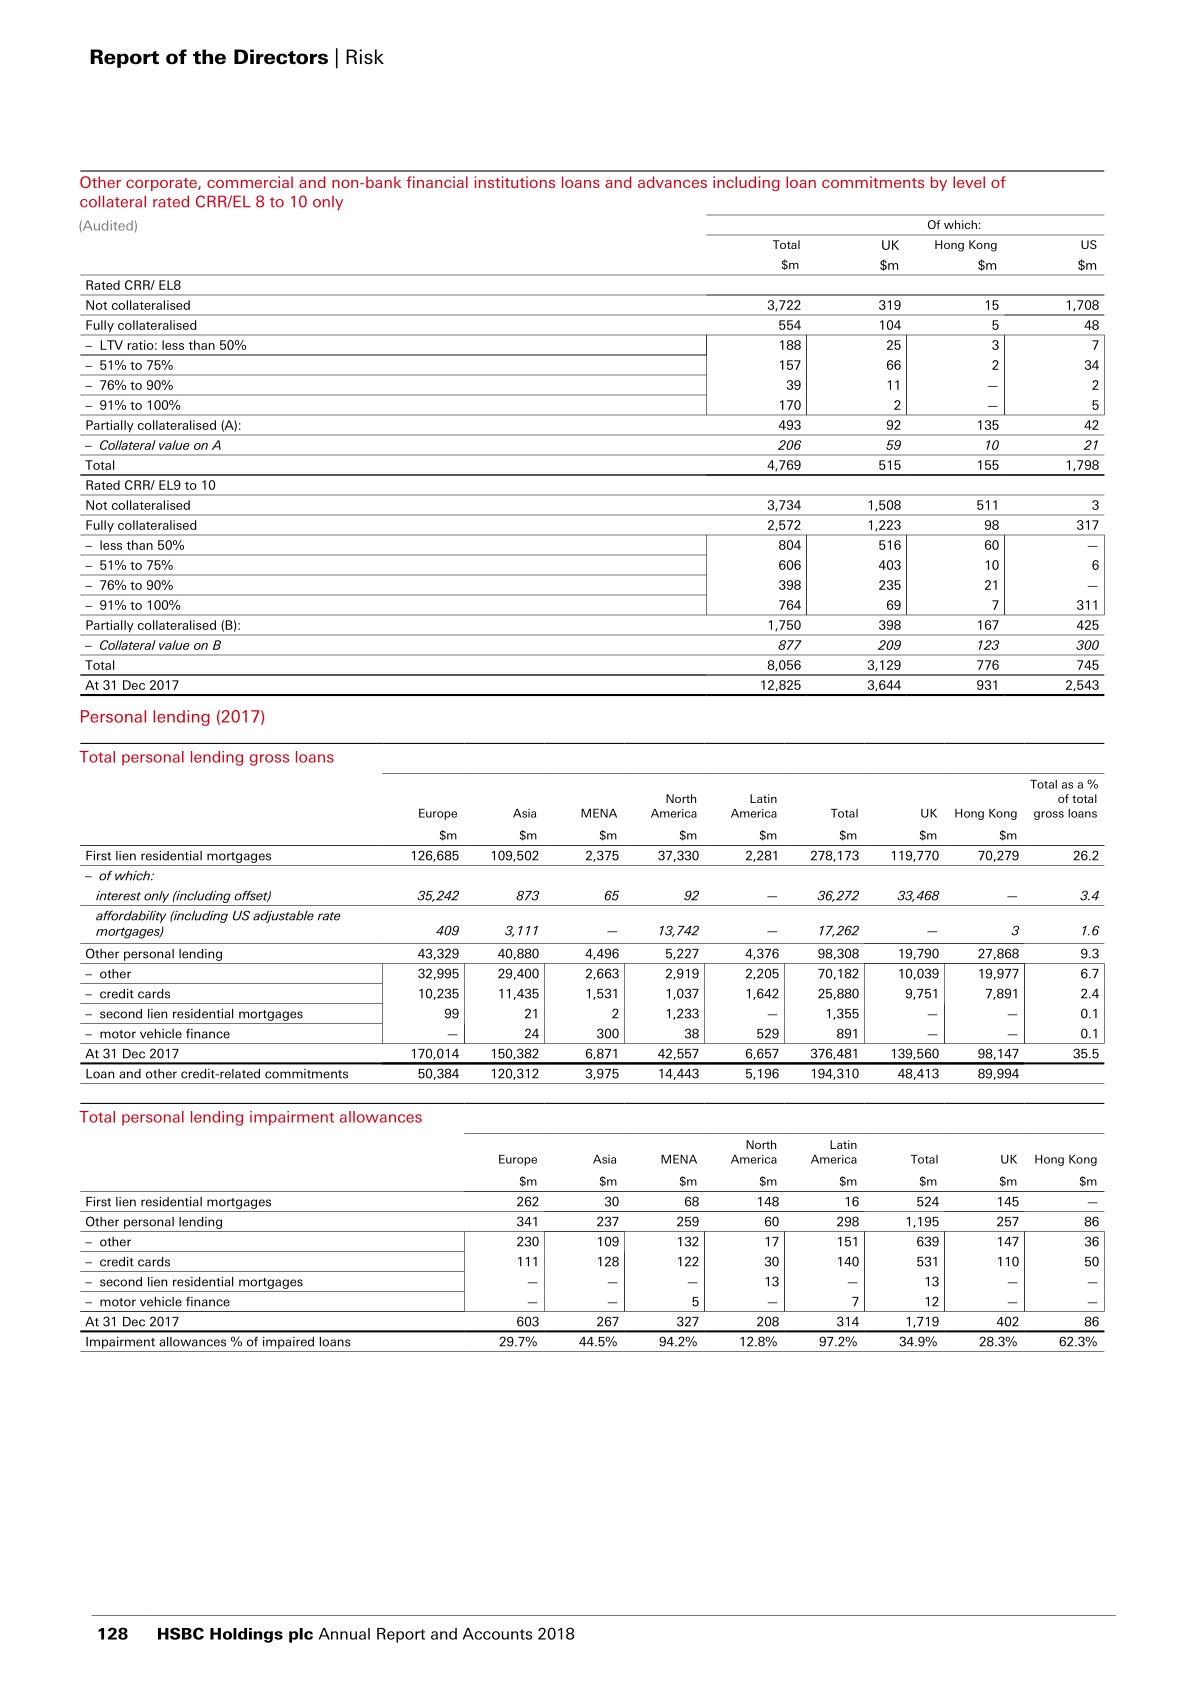 Report of the Directors | Risk
Other corporate, commercial and non-bank financial institutions loans and advances including loan commitments by level of
collateral rated CRR/EL 8 to 10 only
(Audited) Of which:
Total UK Hong Kong US
$m $m $m $m
Rated CRR/ EL8
Not collateralised 3,722 319 15 1,708
Fully collateralised 554 104 5 48
– LTV ratio: less than 50% 188 25 3 7
– 51% to 75% 157 66 2 34
– 76% to 90% 39 11 — 2
– 91% to 100% 170 2 — 5
Partially collateralised (A): 493 92 135 42
– Collateral value on A 206 59 10 21
Total 4,769 515 155 1,798
Rated CRR/ EL9 to 10
Not collateralised 3,734 1,508 511 3
Fully collateralised 2,572 1,223 98 317
– less than 50% 804 516 60 —
– 51% to 75% 606 403 10 6
– 76% to 90% 398 235 21 —
– 91% to 100% 764 69 7 311
Partially collateralised (B): 1,750 398 167 425
– Collateral value on B 877 209 123 300
Total 8,056 3,129 776 745
At 31 Dec 2017 12,825 3,644 931 2,543
Personal lending (2017)
Total personal lending gross loans
Europe Asia MENA North America Latin America Total UK Hong Kong Total as a % of total gross loans
$m $m $m $m $m $m $m $m
First lien residential mortgages 126,685 109,502 2,375 37,330 2,281 278,173 119,770 70,279 26.2
– of which:
interest only (including offset) 35,242 873 65 92 — 36,272 33,468 — 3.4
affordability (including US adjustable rate
mortgages) 409 3,111 — 13,742 — 17,262 — 3 1.6
Other personal lending 43,329 40,880 4,496 5,227 4,376 98,308 19,790 27,868 9.3
– other 32,995 29,400 2,663 2,919 2,205 70,182 10,039 19,977 6.7
– credit cards 10,235 11,435 1,531 1,037 1,642 25,880 9,751 7,891 2.4
– second lien residential mortgages 99 21 2 1,233 — 1,355 — — 0.1
– motor vehicle finance — 24 300 38 529 891 — — 0.1
At 31 Dec 2017 170,014 150,382 6,871 42,557 6,657 376,481 139,560 98,147 35.5
Loan and other credit-related commitments 50,384 120,312 3,975 14,443 5,196 194,310 48,413 89,994
Total personal lending impairment allowances
Europe Asia MENA North America Latin America Total UK Hong Kong
$m $m $m $m $m $m $m $m
First lien residential mortgages 262 30 68 148 16 524 145 —
Other personal lending 341 237 259 60 298 1,195 257 86
– other 230 109 132 17 151 639 147 36
– credit cards 111 128 122 30 140 531 110 50
– second lien residential mortgages — — — 13 — 13 — —
– motor vehicle finance — — 5 — 7 12 — —
At 31 Dec 2017 603 267 327 208 314 1,719 402 86
Impairment allowances % of impaired loans 29.7% 44.5% 94.2% 12.8% 97.2% 34.9% 28.3% 62.3%
128 HSBC Holdings plc Annual Report and Accounts 2018